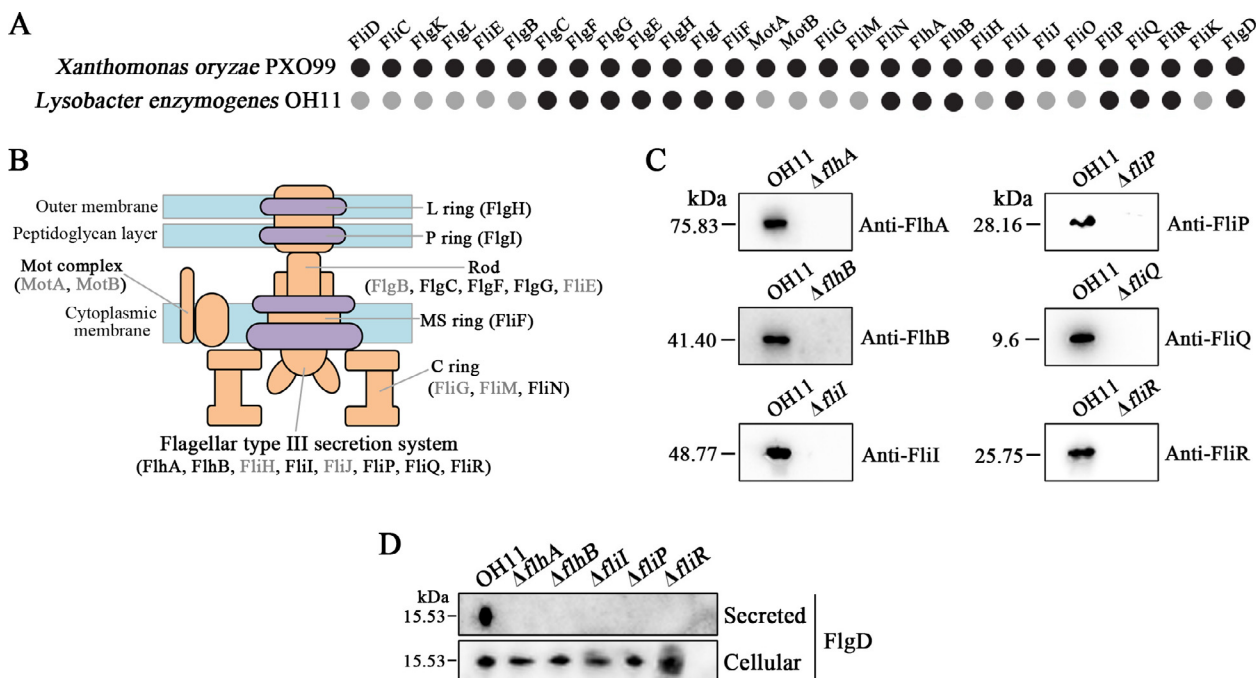 A
FliD FliC FlgK FlgL FliE FlgB FlgC FlgF FlgG FlgE FlgH FlgI FliF MotA MotB FliG FliM FliN FlhA FlhB FliH FliI FliJ FliO FliP FliQ FliR FliK FlgD
Xanthomonas oryzae PXO99
Lysobacter enzymogenes OH11
B
Outer membrane
L ring (FlgH)
Peptidoglycan layer
P ring (FlgI)
Mot complex
(MotA, MotB)
Rod
(FlgB, FlgC, FlgF, FlgG, FliE)
Cytoplasmic
membrane
MS ring (FliF)
C ring
(FliG, FliM, FliN)
Flagellar type III secretion system
(FlhA, FlhB, FliH, FliI, FliJ, FliP, FliQ, FliR)
C
kDa
OH11 ΔflhA
75.83
Anti-FlhA
OH11 ΔflhB
41.40
Anti-FlhB
OH11 ΔfliI
48.77
Anti-FliI
kDa
OH11 ΔfliP
28.16
Anti-FliP
OH11 ΔfliQ
9.6
Anti-FliQ
OH11 ΔfliR
25.75
Anti-FliR
D
OH11 ΔflhA ΔflhB ΔfliI ΔfliP ΔfliR
kDa
15.53
Secreted
15.53
Cellular
FlgD